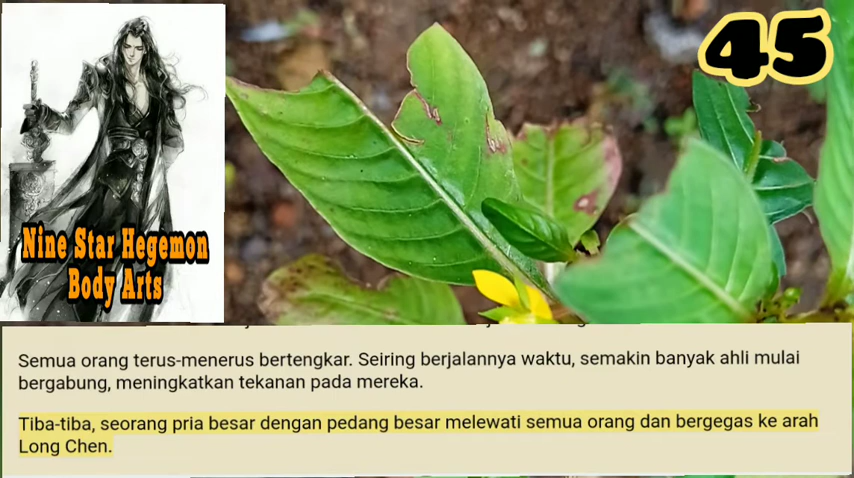 45
Nine Star Hegemon
Body Arts
Semua orang terus-menerus bertengkar. Seiring berjalannya waktu, semakin banyak ahli mulai
bergabung, meningkatkan tekanan pada mereka.
Tiba-tiba, seorang pria besar dengan pedang besar melewati semua orang dan bergegas ke arah
Long Chen.